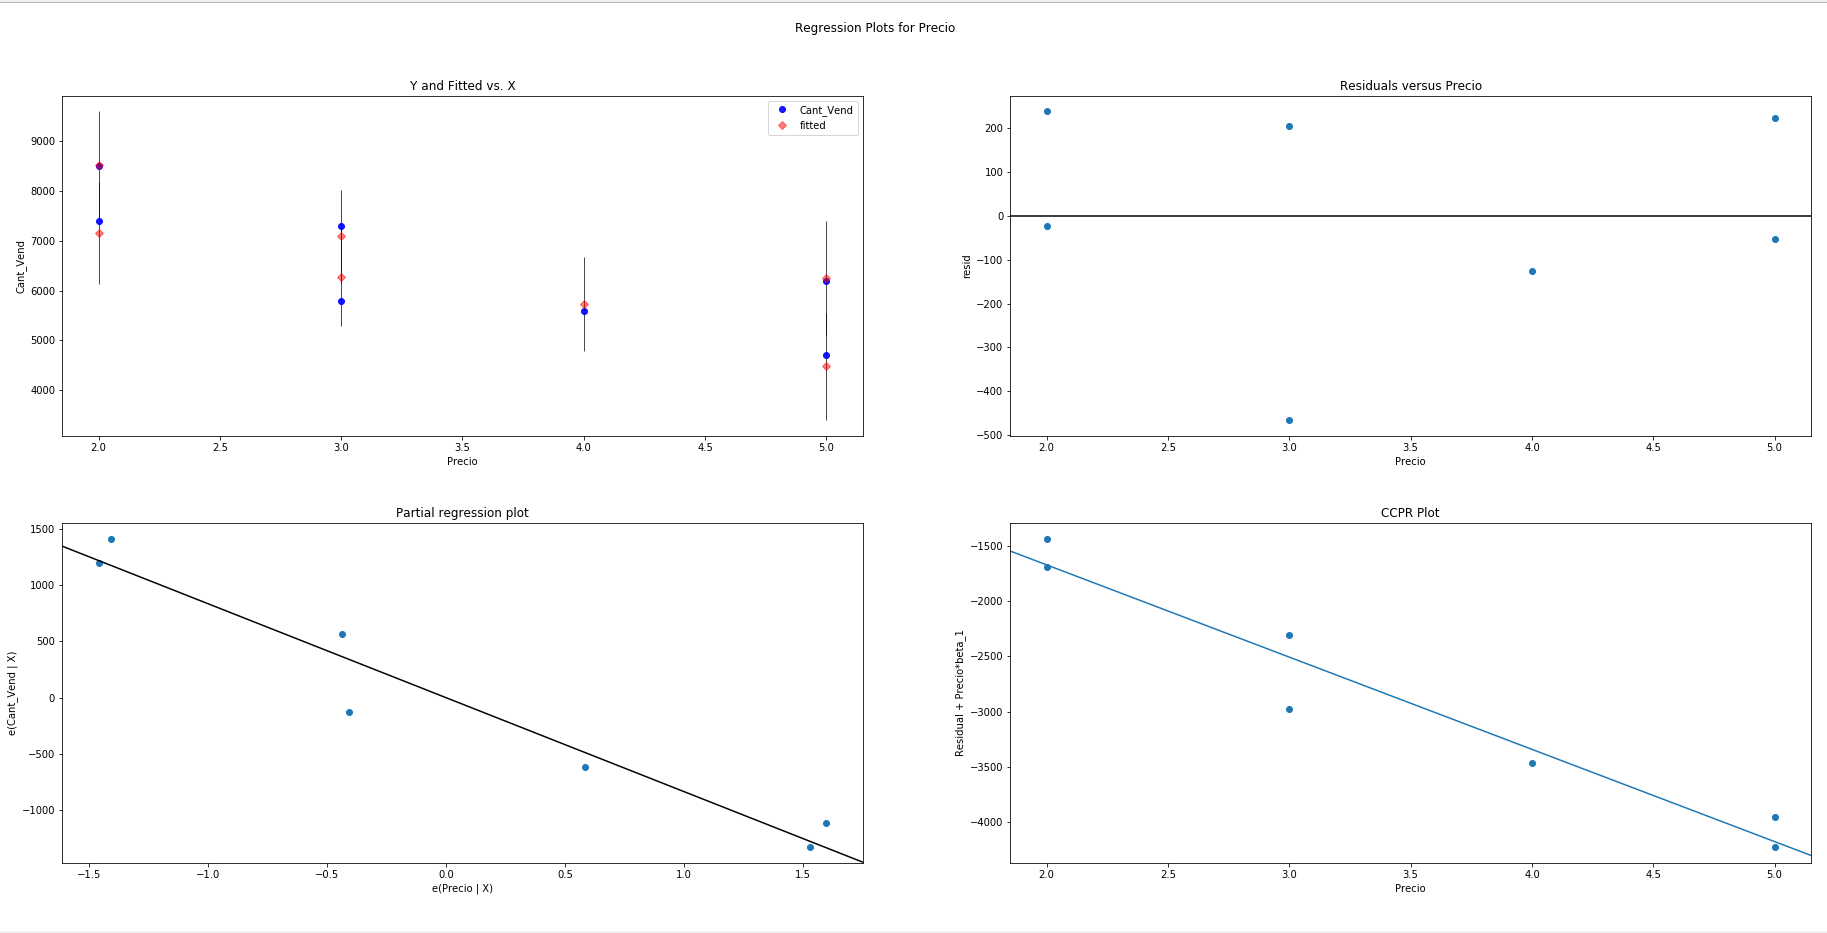 Regression Plots for Precio
Y and Fitted vs. X
Cant_Vend
fitted
9000
8000
7000
6000
5000
4000
Cant_Vend
2.0 2.5 3.0 3.5 4.0 4.5 5.0
Precio
Residuals versus Precio
200
100
0
−100
−200
−300
−400
−500
resid
2.0 2.5 3.0 3.5 4.0 4.5 5.0
Precio
Partial regression plot
1500
1000
500
0
−500
−1000
e(Cant_Vend | X)
−1.5 −1.0 −0.5 0.0 0.5 1.0 1.5
e(Precio | X)
CCPR Plot
−1500
−2000
−2500
−3000
−3500
−4000
Residual + Precio*beta_1
2.0 2.5 3.0 3.5 4.0 4.5 5.0
Precio